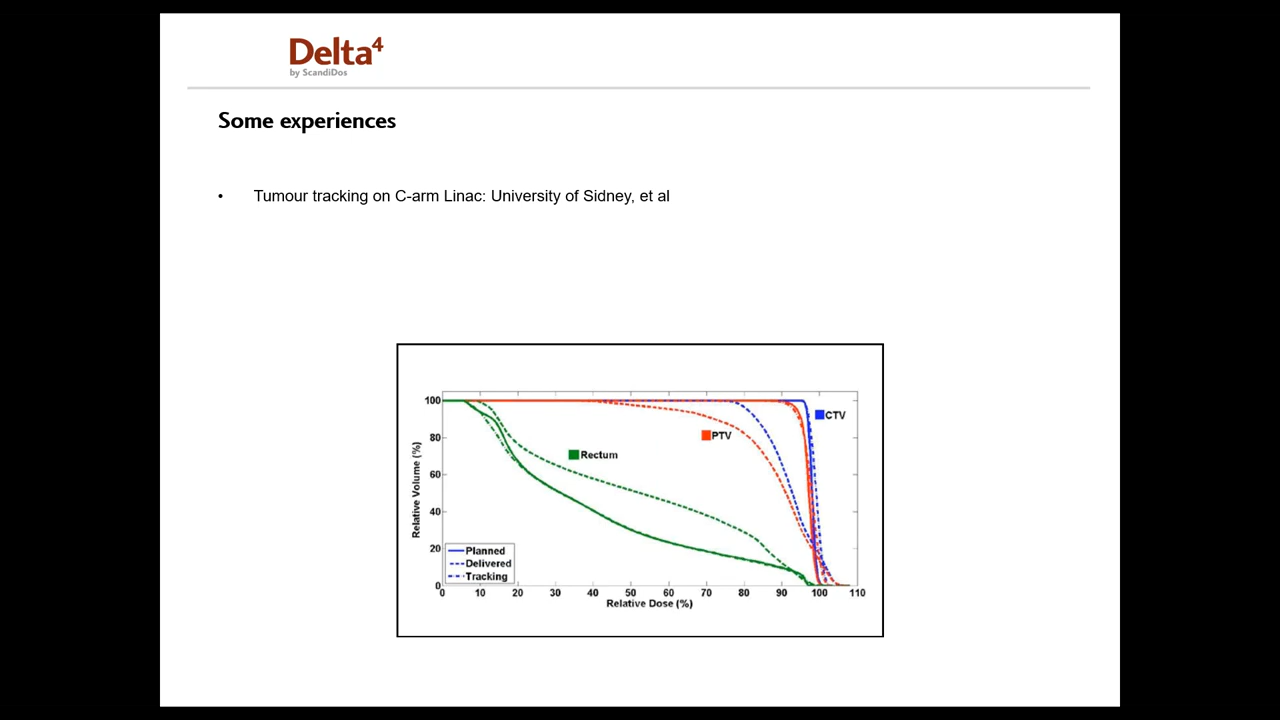 Delta4
by ScandiDos
Some experiences
• Tumour tracking on C-arm Linac: University of Sidney, et al
100
80
60
40
20
0
Relative Volume (%)
CTV
PTV
Rectum
Planned
Delivered
Tracking
0 10 20 30 40 50 60 70 80 90 100 110
Relative Dose (%)